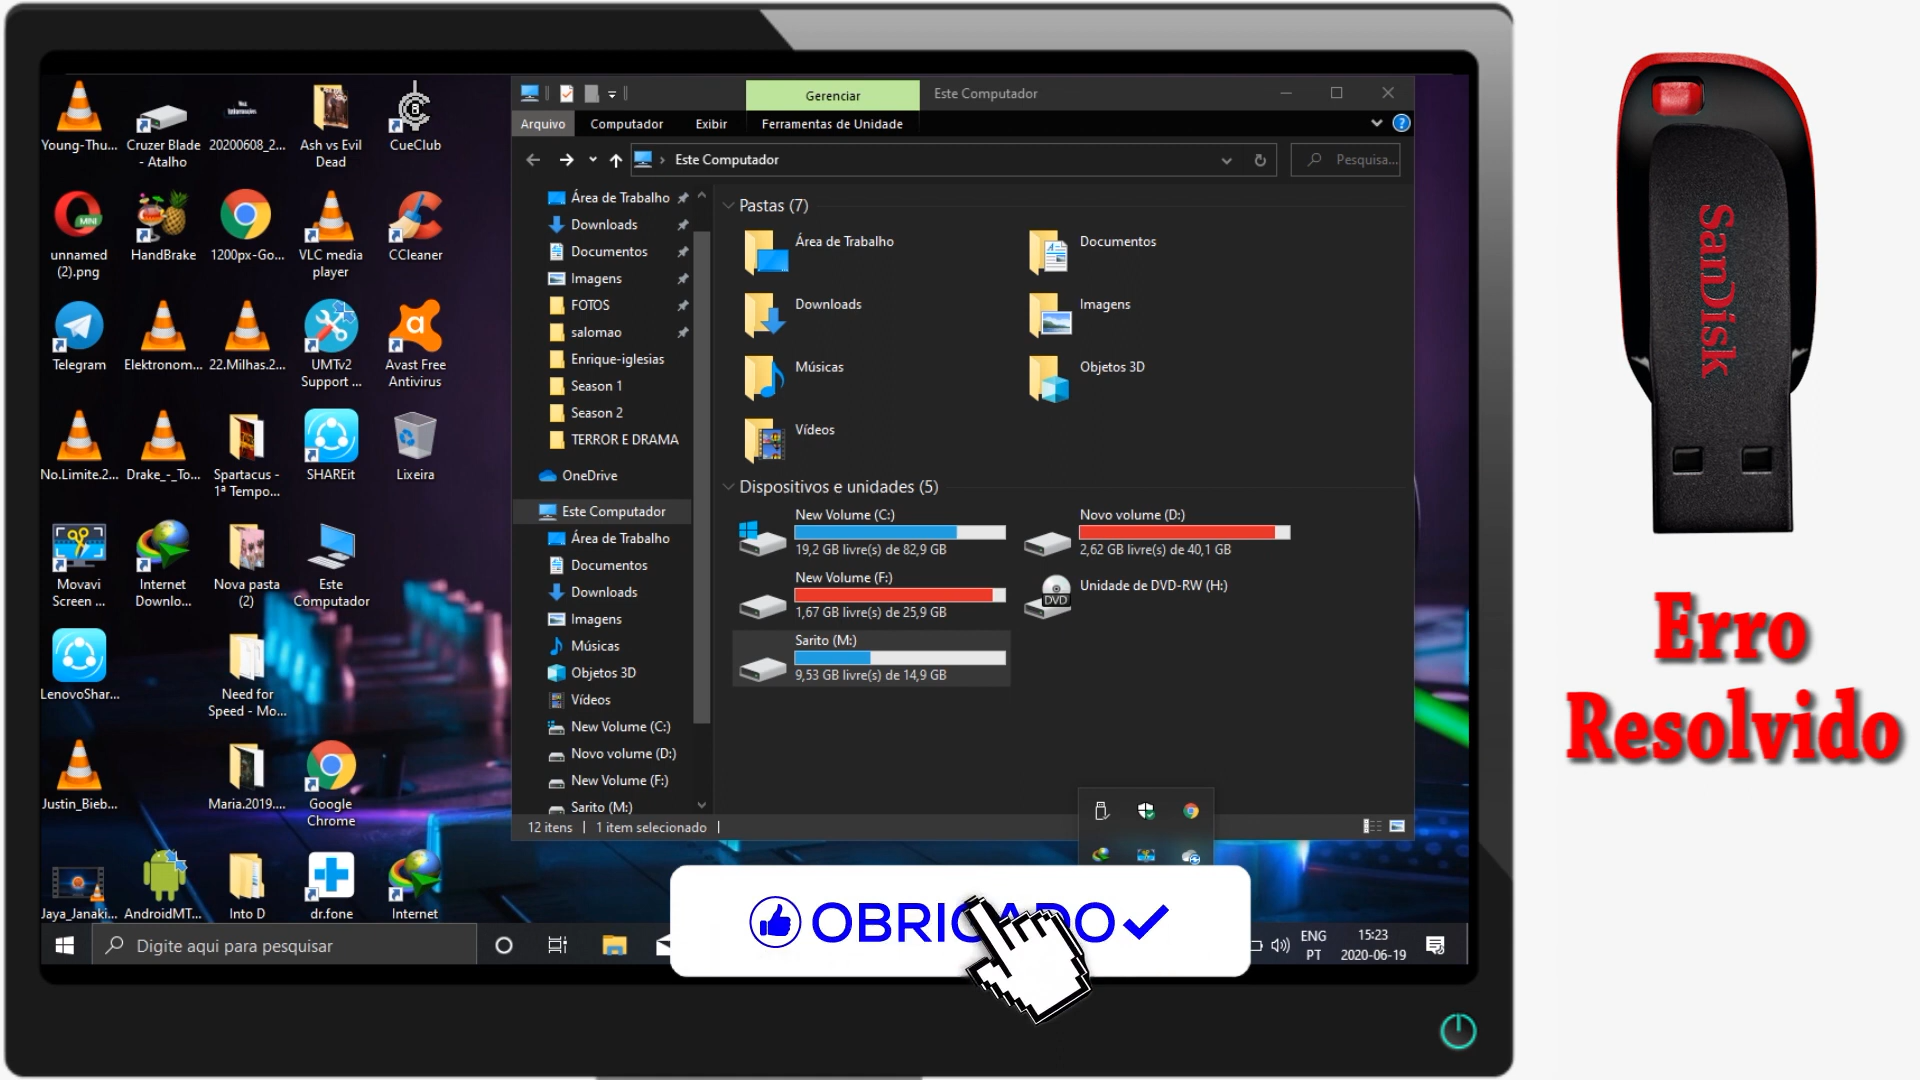 Young-Thu...
Cruzer Blade
- Atalho
20200608_2...
Ash vs Evil
Dead
CueClub
unnamed
(2).png
HandBrake
1200px-Go...
VLC media
player
CCleaner
Telegram
Elektronom...
22.Milhas.2...
UMTv2
Support ...
Avast Free
Antivirus
No.Limite.2...
Drake_-_To...
Spartacus -
1ª Tempo...
SHAREit
Lixeira
Movavi
Screen ...
Internet
Downlo...
Nova pasta
(2)
Este
Computador
LenovoShar...
Need for
Speed - Mo...
Justin_Bieb...
Maria.2019....
Google
Chrome
Jaya_Janaki...
AndroidMT...
Into D
dr.fone
Internet
MINI
Gerenciar
Este Computador
Arquivo
Computador
Exibir
Ferramentas de Unidade
Este Computador
Pesquisa...
Área de Trabalho
Downloads
Documentos
Imagens
FOTOS
salomao
Enrique-iglesias
Season 1
Season 2
TERROR E DRAMA
OneDrive
Este Computador
Área de Trabalho
Documentos
Downloads
Imagens
Músicas
Objetos 3D
Vídeos
New Volume (C:)
Novo volume (D:)
New Volume (F:)
Sarito (M:)
Pastas (7)
Área de Trabalho
Documentos
Downloads
Imagens
Músicas
Objetos 3D
Vídeos
Dispositivos e unidades (5)
New Volume (C:)
19,2 GB livre(s) de 82,9 GB
Novo volume (D:)
2,62 GB livre(s) de 40,1 GB
New Volume (F:)
1,67 GB livre(s) de 25,9 GB
DVD
Unidade de DVD-RW (H:)
Sarito (M:)
9,53 GB livre(s) de 14,9 GB
12 itens
1 item selecionado
Digite aqui para pesquisar
OBRIGADO
ENG
PT
15:23
2020-06-19
SanDisk
Erro
Resolvido